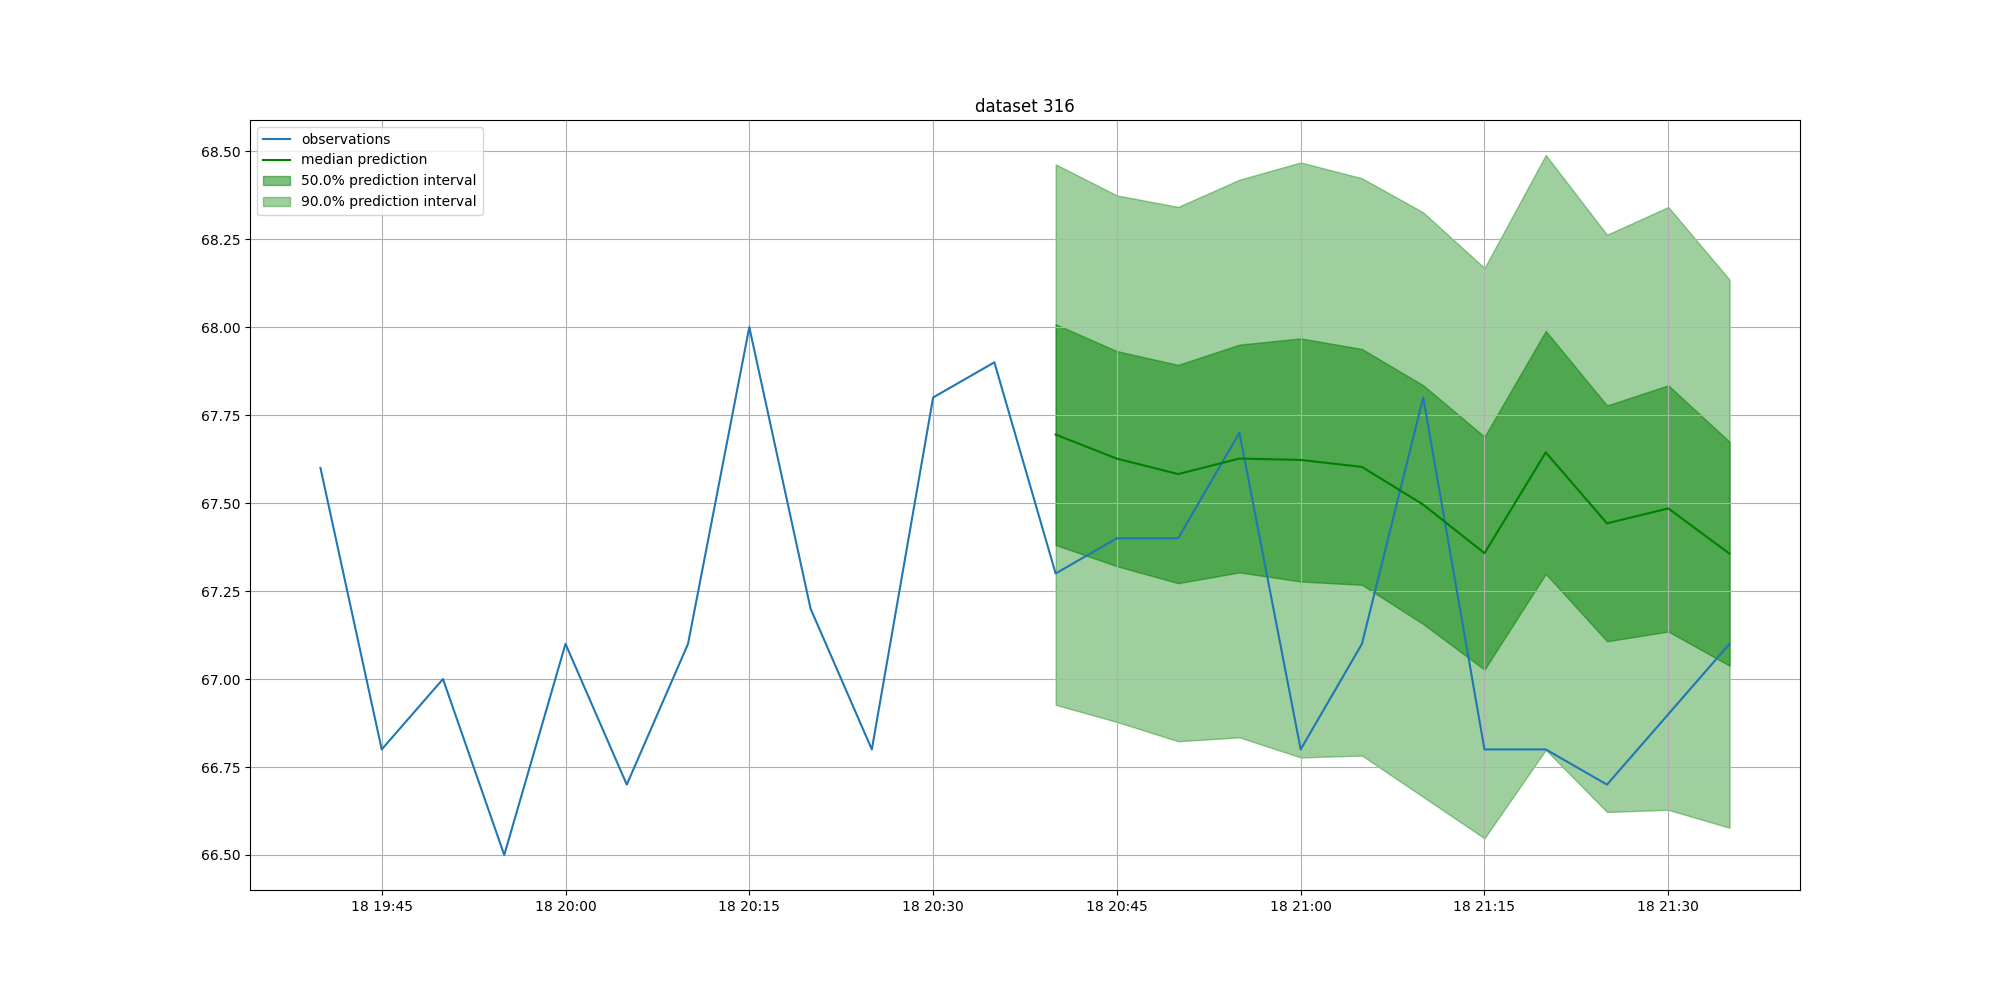 dataset 316
observations
median prediction
50.0% prediction interval
90.0% prediction interval
68.50
68.25
68.00
67.75
67.50
67.25
67.00
66.75
66.50
18 19:45 18 20:00 18 20:15 18 20:30 18 20:45 18 21:00 18 21:15 18 21:30